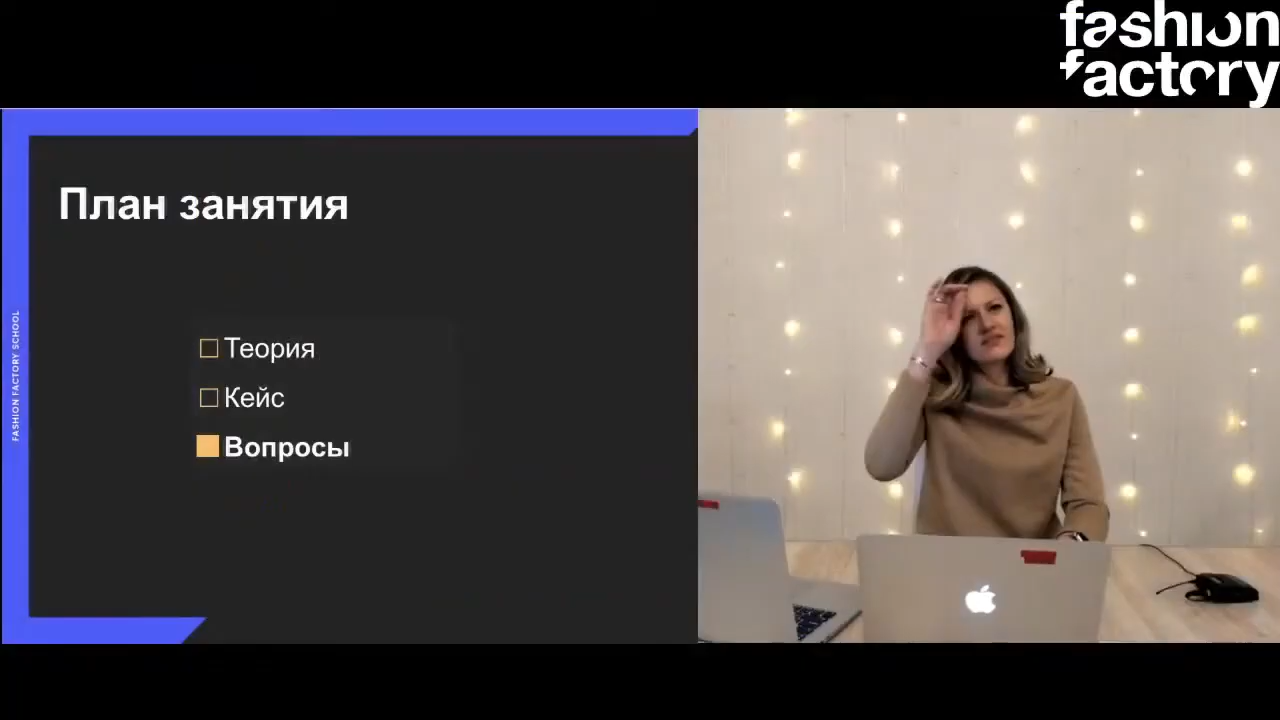 fashion
factory
План занятия
Теория
Кейс
Вопросы
FASHION FACTORY SCHOOL